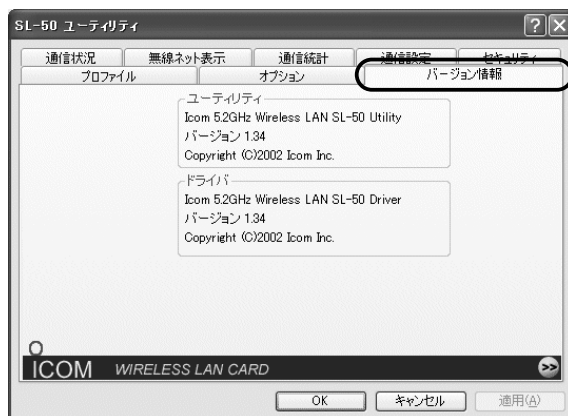 SL-50 ユーティリティ
通信状況 無線ネット表示 通信統計 通信設定 セキュリティ
プロファイル オプション バージョン情報
ユーティリティ
Icom 5.2GHz Wireless LAN SL-50 Utility
バージョン 1.34
Copyright (C)2002 Icom Inc.
ドライバ
Icom 5.2GHz Wireless LAN SL-50 Driver
バージョン 1.34
Copyright (C)2002 Icom Inc.
ICOM WIRELESS LAN CARD
OK キャンセル 適用(A)